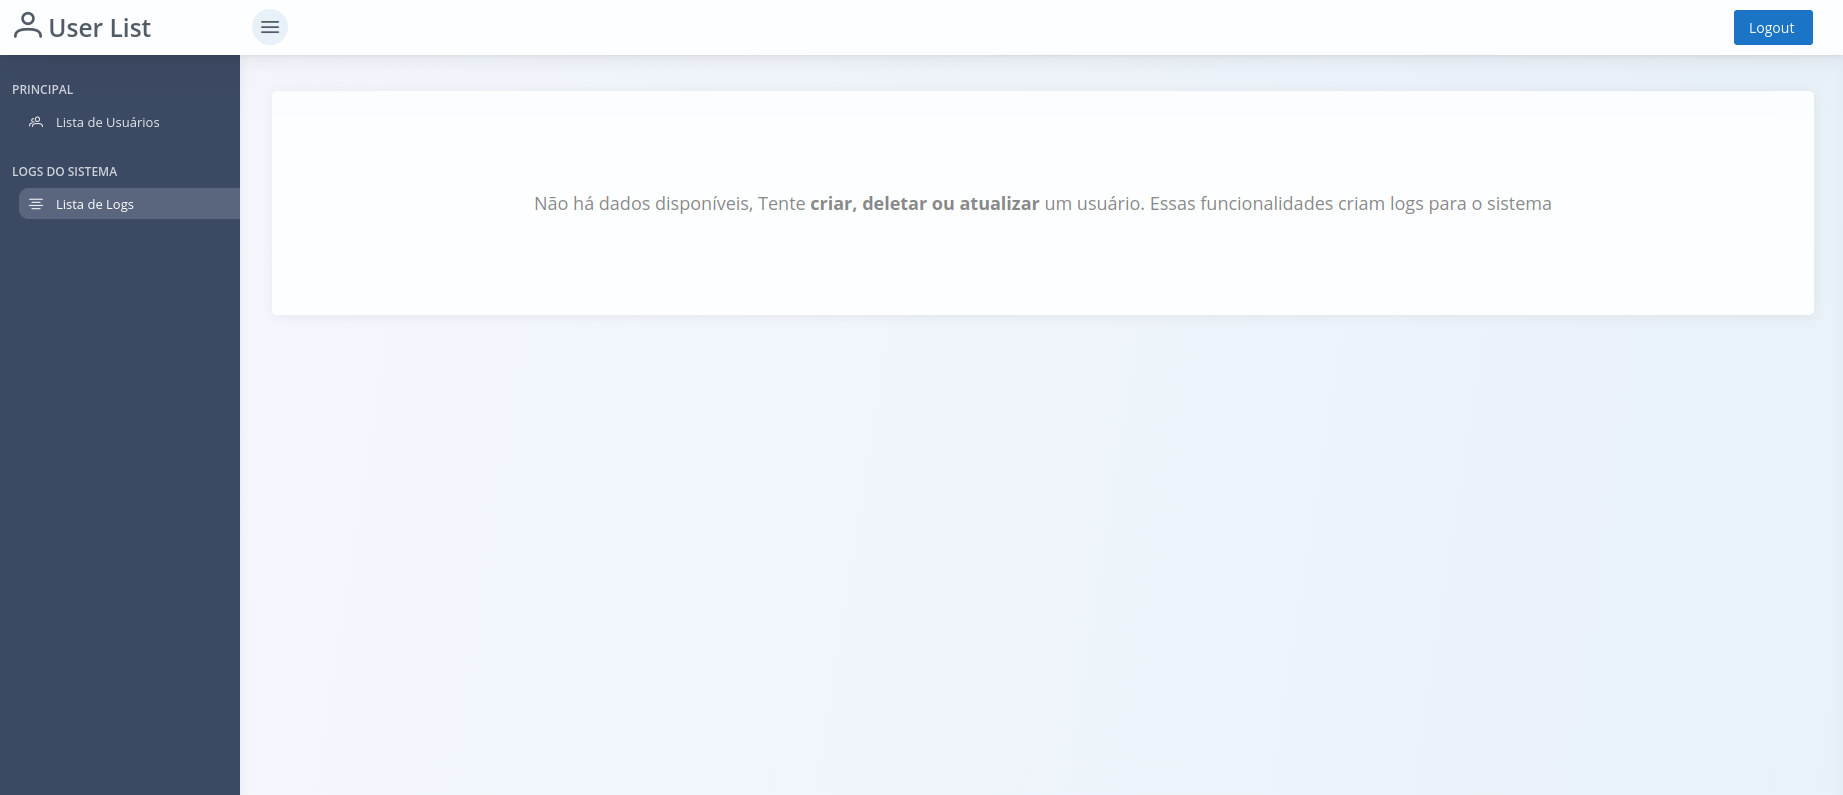 User List
Logout
PRINCIPAL
Lista de Usuários
LOGS DO SISTEMA
Lista de Logs
Não há dados disponíveis, Tente criar, deletar ou atualizar um usuário. Essas funcionalidades criam logs para o sistema